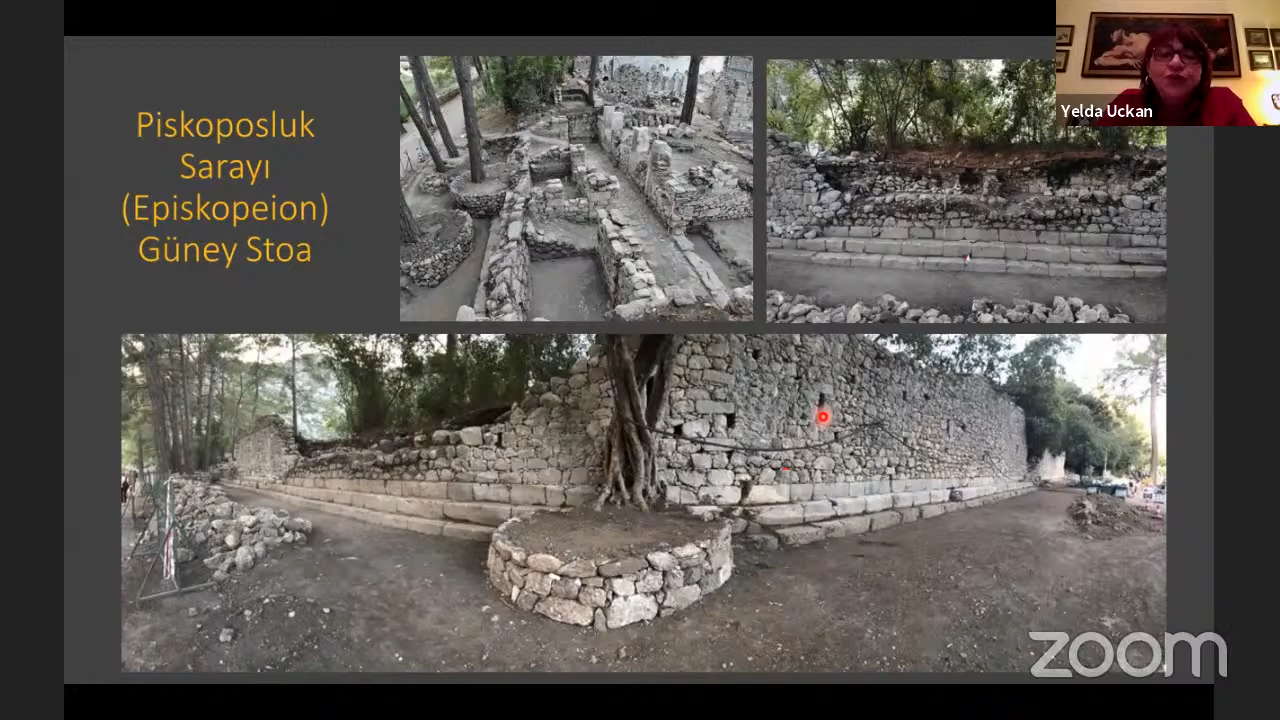 Piskoposluk
Sarayı
(Episkopeion)
Güney Stoa
Yelda Uckan
zoom